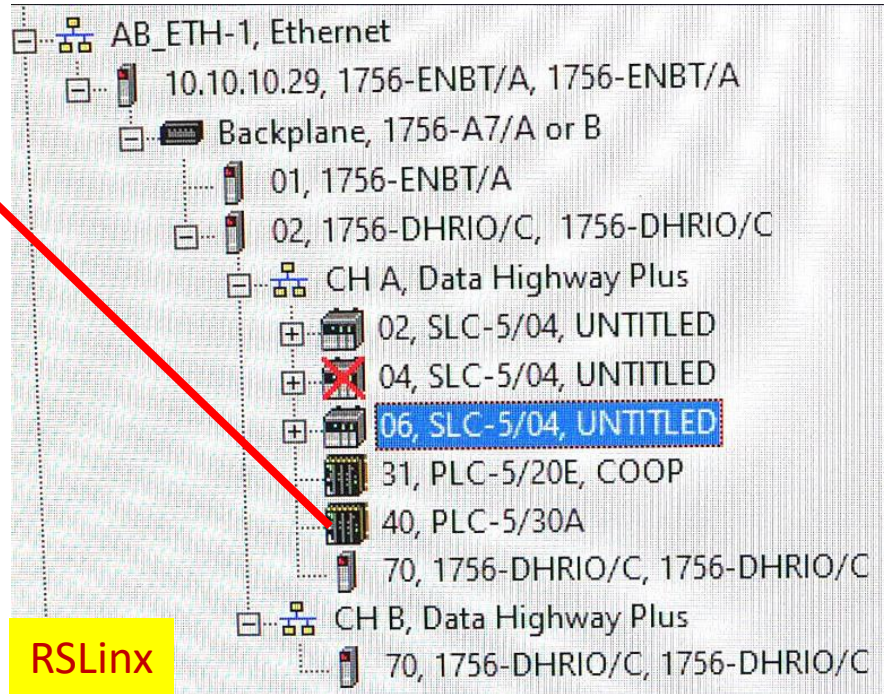 AB_ETH-1, Ethernet
10.10.10.29, 1756-ENBT/A, 1756-ENBT/A
Backplane, 1756-A7/A or B
01, 1756-ENBT/A
02, 1756-DHRIO/C, 1756-DHRIO/C
CH A, Data Highway Plus
02, SLC-5/04, UNTITLED
04, SLC-5/04, UNTITLED
06, SLC-5/04, UNTITLED
31, PLC-5/20E, COOP
40, PLC-5/30A
70, 1756-DHRIO/C, 1756-DHRIO/C
CH B, Data Highway Plus
70, 1756-DHRIO/C, 1756-DHRIO/C
RSLinx